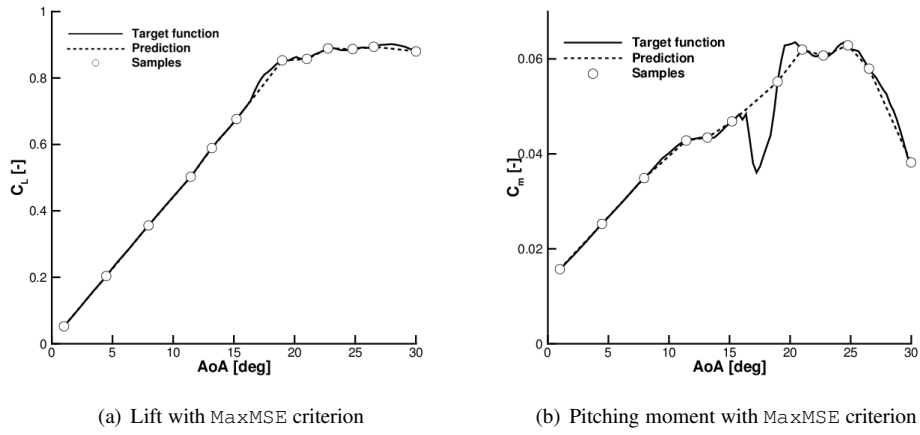 1
0.8
0.6
0.4
0.2
0
C_L [-]
Target function
Prediction
Samples
0 5 10 15 20 25 30
AoA [deg]
(a) Lift with MaxMSE criterion
0.06
0.04
0.02
0
C_m [-]
Target function
Prediction
Samples
0 5 10 15 20 25 30
AoA [deg]
(b) Pitching moment with MaxMSE criterion